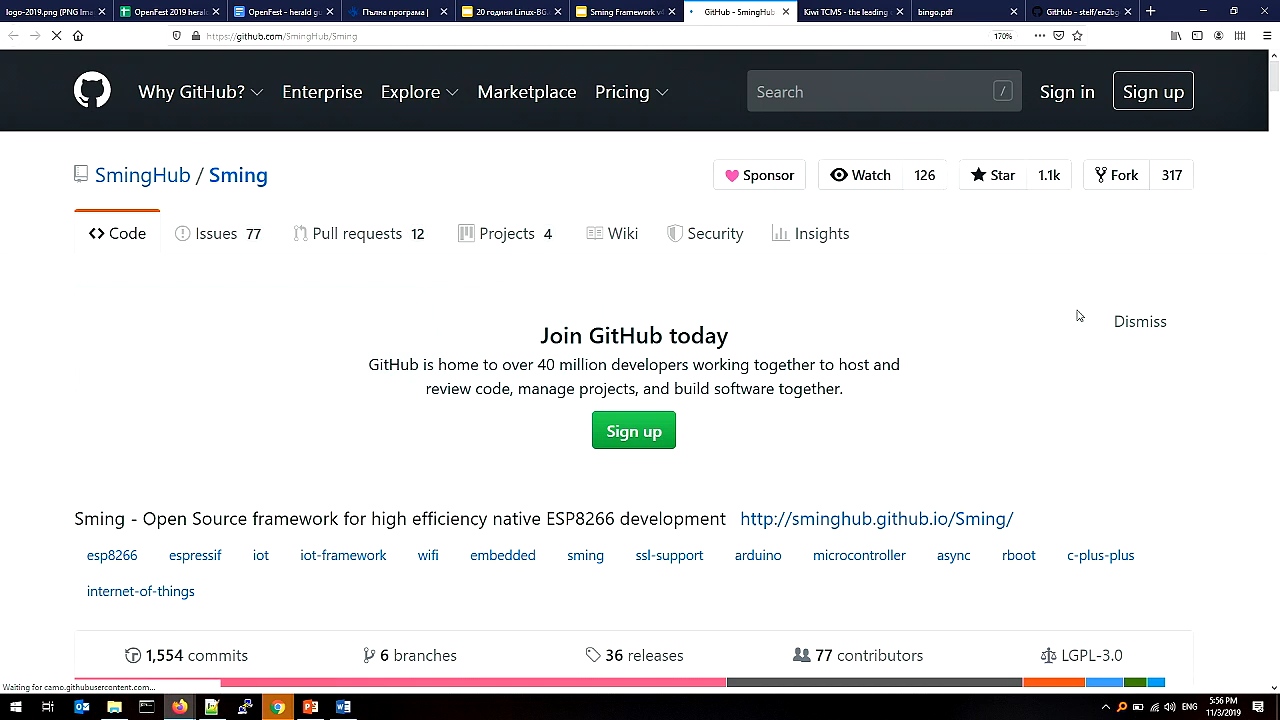 logo-2019.png (PNG Image
OpenFest 2019 herald
OpenFest - herald gu
Пълна програма |
20 години Linux-BG.
Sming Framework v4
GitHub - SmingHub
Kiwi TCMS - the leading
bingo.pdf
GitHub - stelf/en2bg
https://github.com/SmingHub/Sming
170%
Why GitHub?
Enterprise
Explore
Marketplace
Pricing
Search
/
Sign in
Sign up
SmingHub / Sming
Sponsor
Watch 126
Star 1.1k
Fork 317
Code
Issues 77
Pull requests 12
Projects 4
Wiki
Security
Insights
Dismiss
Join GitHub today
GitHub is home to over 40 million developers working together to host and
review code, manage projects, and build software together.
Sign up
Sming - Open Source framework for high efficiency native ESP8266 development http://sminghub.github.io/Sming/
esp8266 espressif iot iot-framework wifi embedded sming ssl-support arduino microcontroller async rboot c-plus-plus
internet-of-things
1,554 commits
6 branches
36 releases
77 contributors
LGPL-3.0
Waiting for camo.githubusercontent.com...
ENG
5:56 PM
11/3/2019